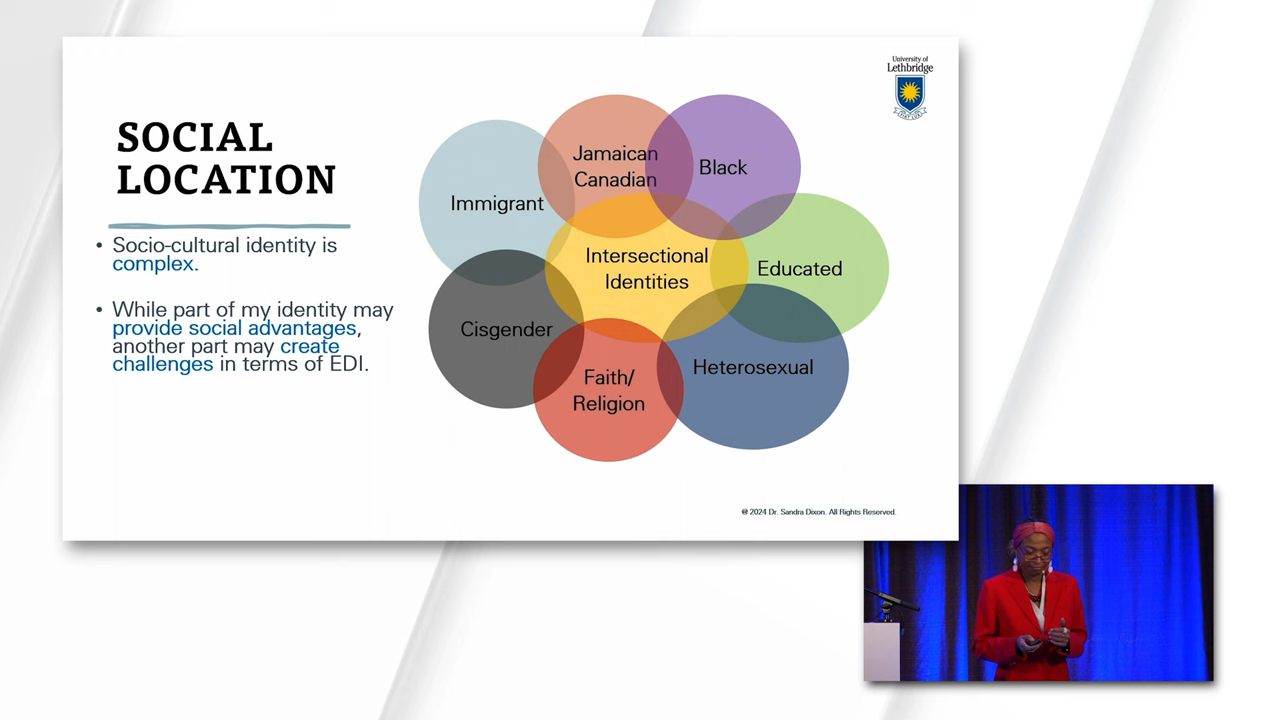 University of
Lethbridge
SOCIAL
LOCATION
• Socio-cultural identity is
complex.
• While part of my identity may
provide social advantages,
another part may create
challenges in terms of EDI.
Jamaican
Canadian
Black
Immigrant
Intersectional
Identities
Educated
Cisgender
Heterosexual
Faith/
Religion
@ 2024 Dr. Sandra Dixon. All Rights Reserved.